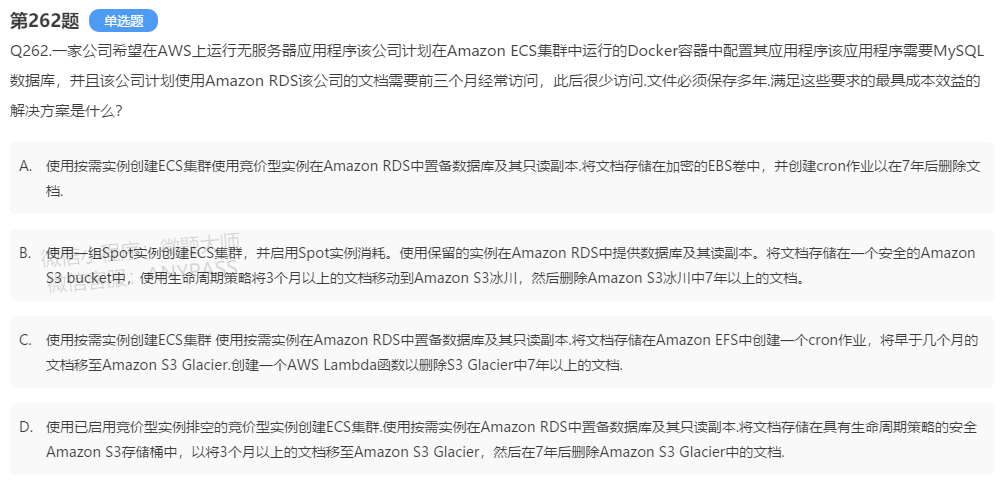 第262题 单选题
Q262.一家公司希望在AWS上运行无服务器应用程序该公司计划在Amazon ECS集群中运行的Docker容器中配置其应用程序该应用程序需要MySQL
数据库，并且该公司计划使用Amazon RDS该公司的文档需要前三个月经常访问，此后很少访问.文件必须保存多年.满足这些要求的最具成本效益的
解决方案是什么?
A. 使用按需实例创建ECS集群使用竞价型实例在Amazon RDS中置备数据库及其只读副本.将文档存储在加密的EBS卷中，并创建cron作业以在7年后删除文
档.
B. 使用一组Spot实例创建ECS集群，并启用Spot实例消耗。使用保留的实例在Amazon RDS中提供数据库及其读副本。将文档存储在一个安全的Amazon
S3 bucket中，使用生命周期策略将3个月以上的文档移动到Amazon S3冰川，然后删除Amazon S3冰川中7年以上的文档。
微信小程序：微题大师
微信客服：ANYPASS
C. 使用按需实例创建ECS集群 使用按需实例在Amazon RDS中置备数据库及其只读副本.将文档存储在Amazon EFS中创建一个cron作业，将早于几个月的
文档移至Amazon S3 Glacier.创建一个AWS Lambda函数以删除S3 Glacier中7年以上的文档.
D. 使用已启用竞价型实例排空的竞价型实例创建ECS集群.使用按需实例在Amazon RDS中置备数据库及其只读副本.将文档存储在具有生命周期策略的安全
Amazon S3存储桶中，以将3个月以上的文档移至Amazon S3 Glacier，然后在7年后删除Amazon S3 Glacier中的文档.